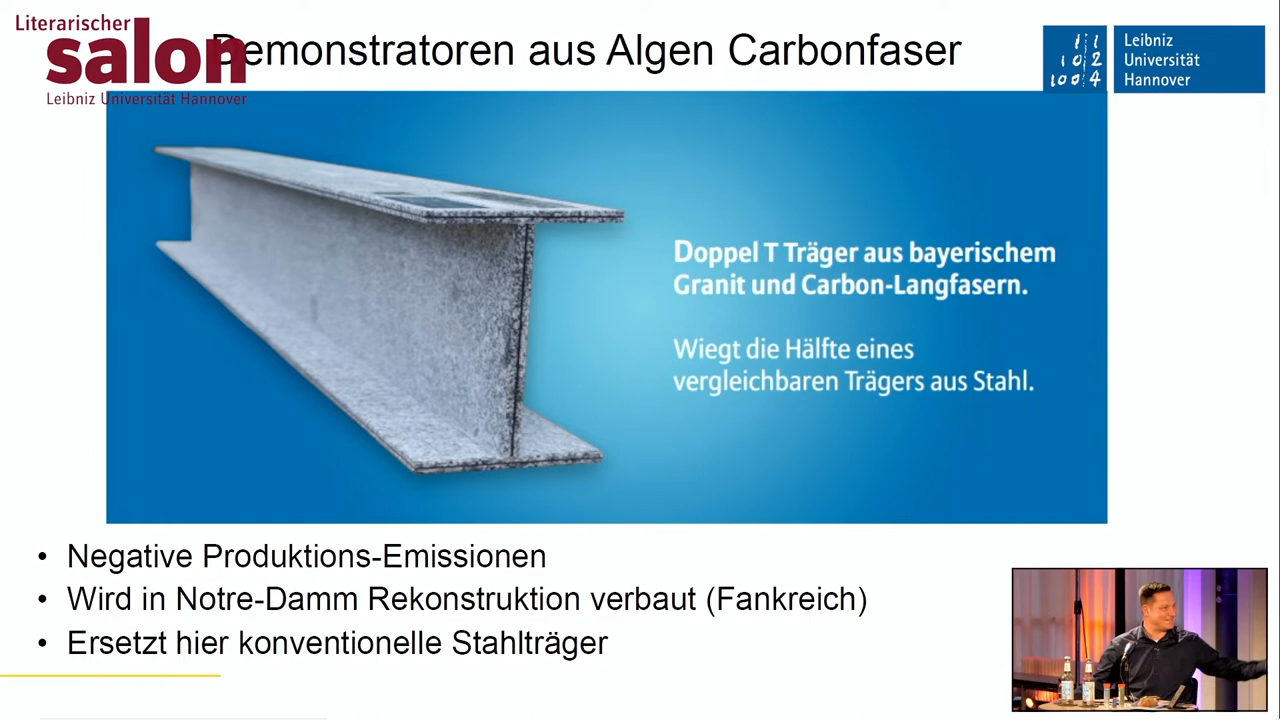 Literarischer
salon
Leibniz Universität Hannover
Demonstratoren aus Algen Carbonfaser
Leibniz
Universität
Hannover
Doppel T Träger aus bayerischem
Granit und Carbon-Langfasern.
Wiegt die Hälfte eines
vergleichbaren Trägers aus Stahl.
• Negative Produktions-Emissionen
• Wird in Notre-Damm Rekonstruktion verbaut (Fankreich)
• Ersetzt hier konventionelle Stahlträger